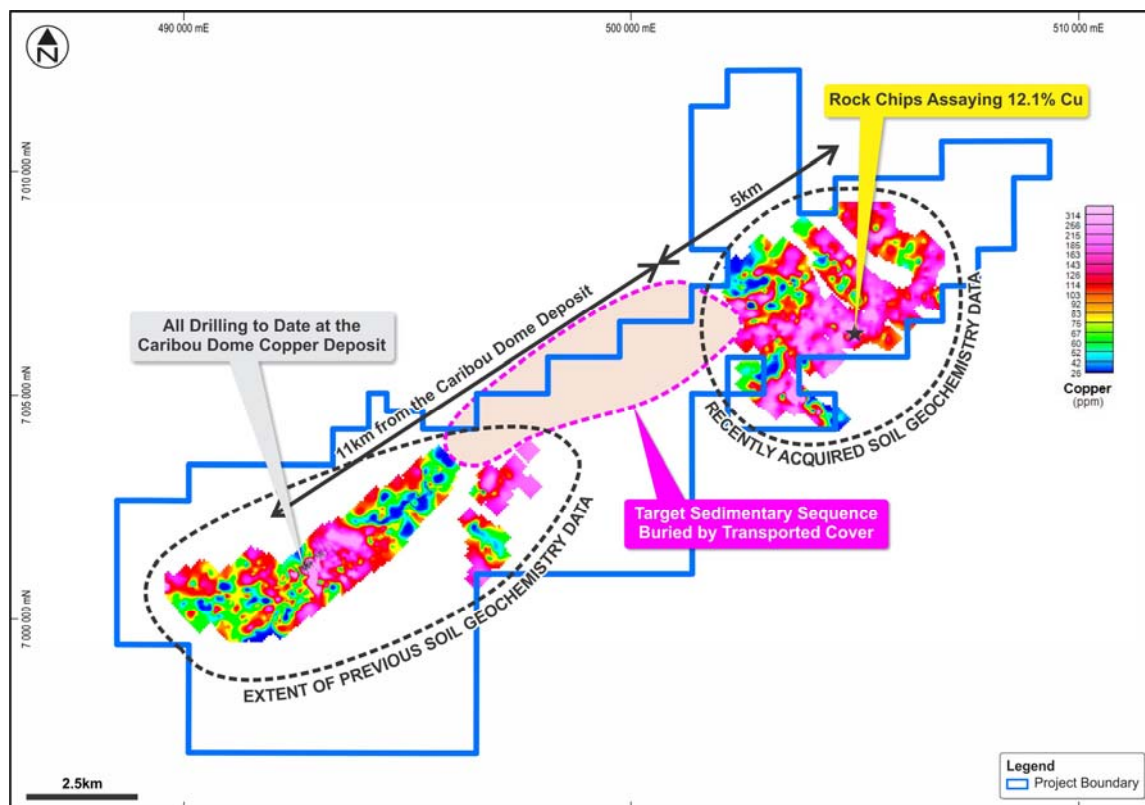 490 000 mE
500 000 mE
510 000 mE
N
7 010 000 mN
7 005 000 mN
7 000 000 mN
Rock Chips Assaying 12.1% Cu
5km
11km from the Caribou Dome Deposit
All Drilling to Date at the
Caribou Dome Copper Deposit
314
266
215
185
163
143
126
114
103
92
83
75
67
60
52
42
26
Copper
(ppm)
RECENTLY ACQUIRED SOIL GEOCHEMISTRY DATA
Target Sedimentary Sequence
Buried by Transported Cover
EXTENT OF PREVIOUS SOIL GEOCHEMISTRY DATA
2.5km
Legend
Project Boundary